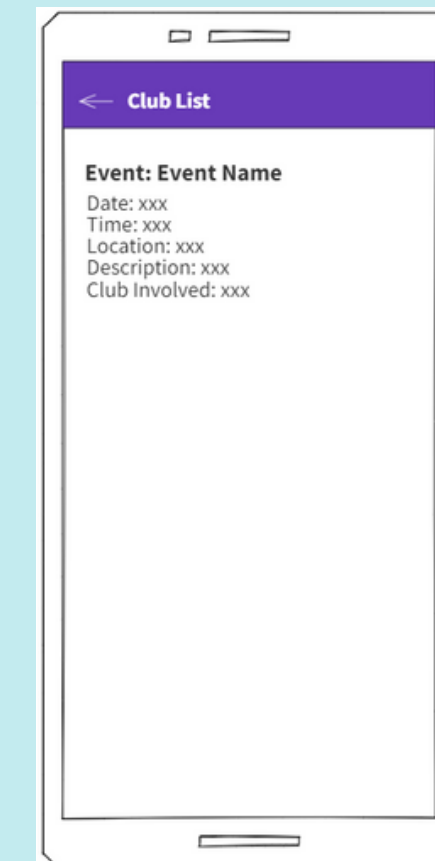 Club List
Event: Event Name
Date: xxx
Time: xxx
Location: xxx
Description: xxx
Club Involved: xxx